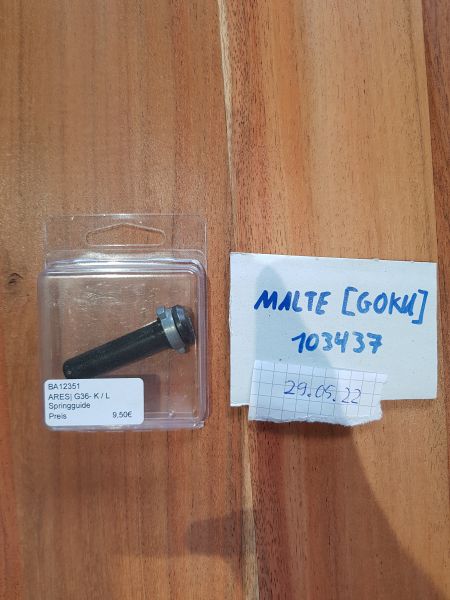 BA12351
ARES| G36- K / L
Springguide
Preis 9,50€
MALTE [GOKU]
103437
29.05.22